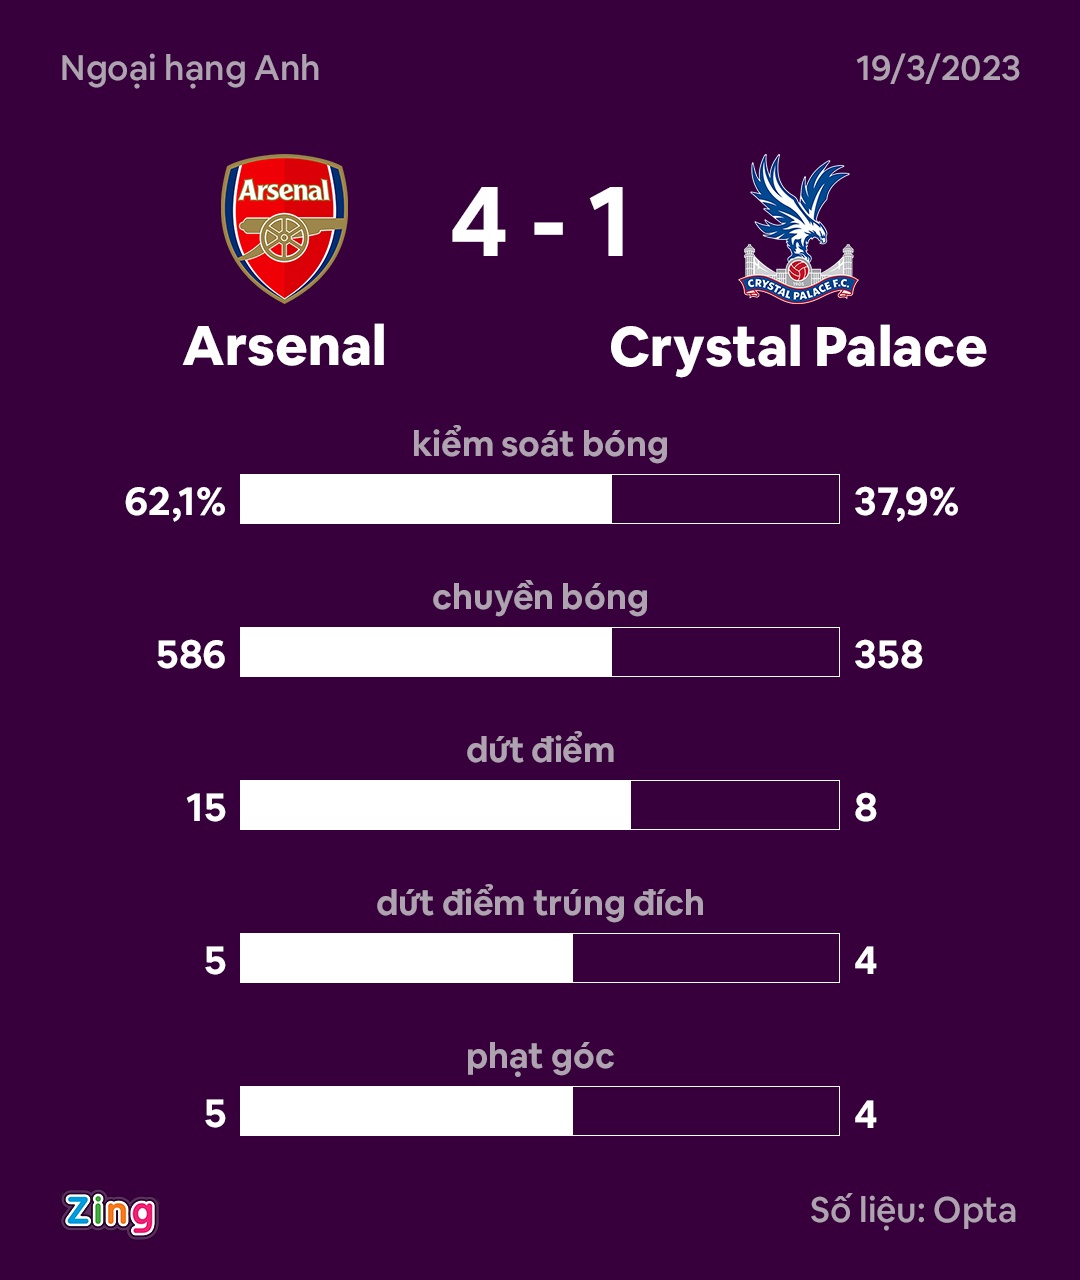 Ngoại hạng Anh 19/3/2023
Arsenal
4 - 1
CRYSTAL PALACE F.C.
Arsenal Crystal Palace
kiểm soát bóng
62,1% 37,9%
chuyền bóng
586 358
dứt điểm
15 8
dứt điểm trúng đích
5 4
phạt góc
5 4
Zing Số liệu: Opta